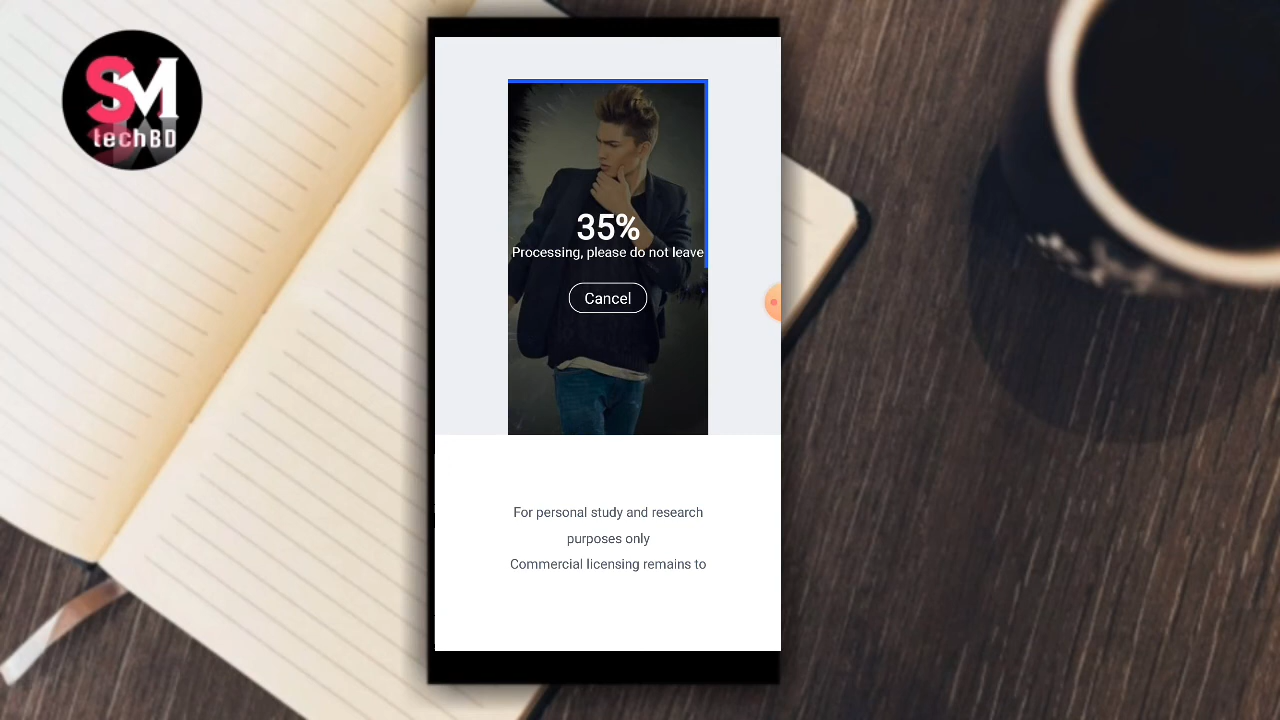 SM
techBD
35%
Processing, please do not leave
Cancel
For personal study and research
purposes only
Commercial licensing remains to